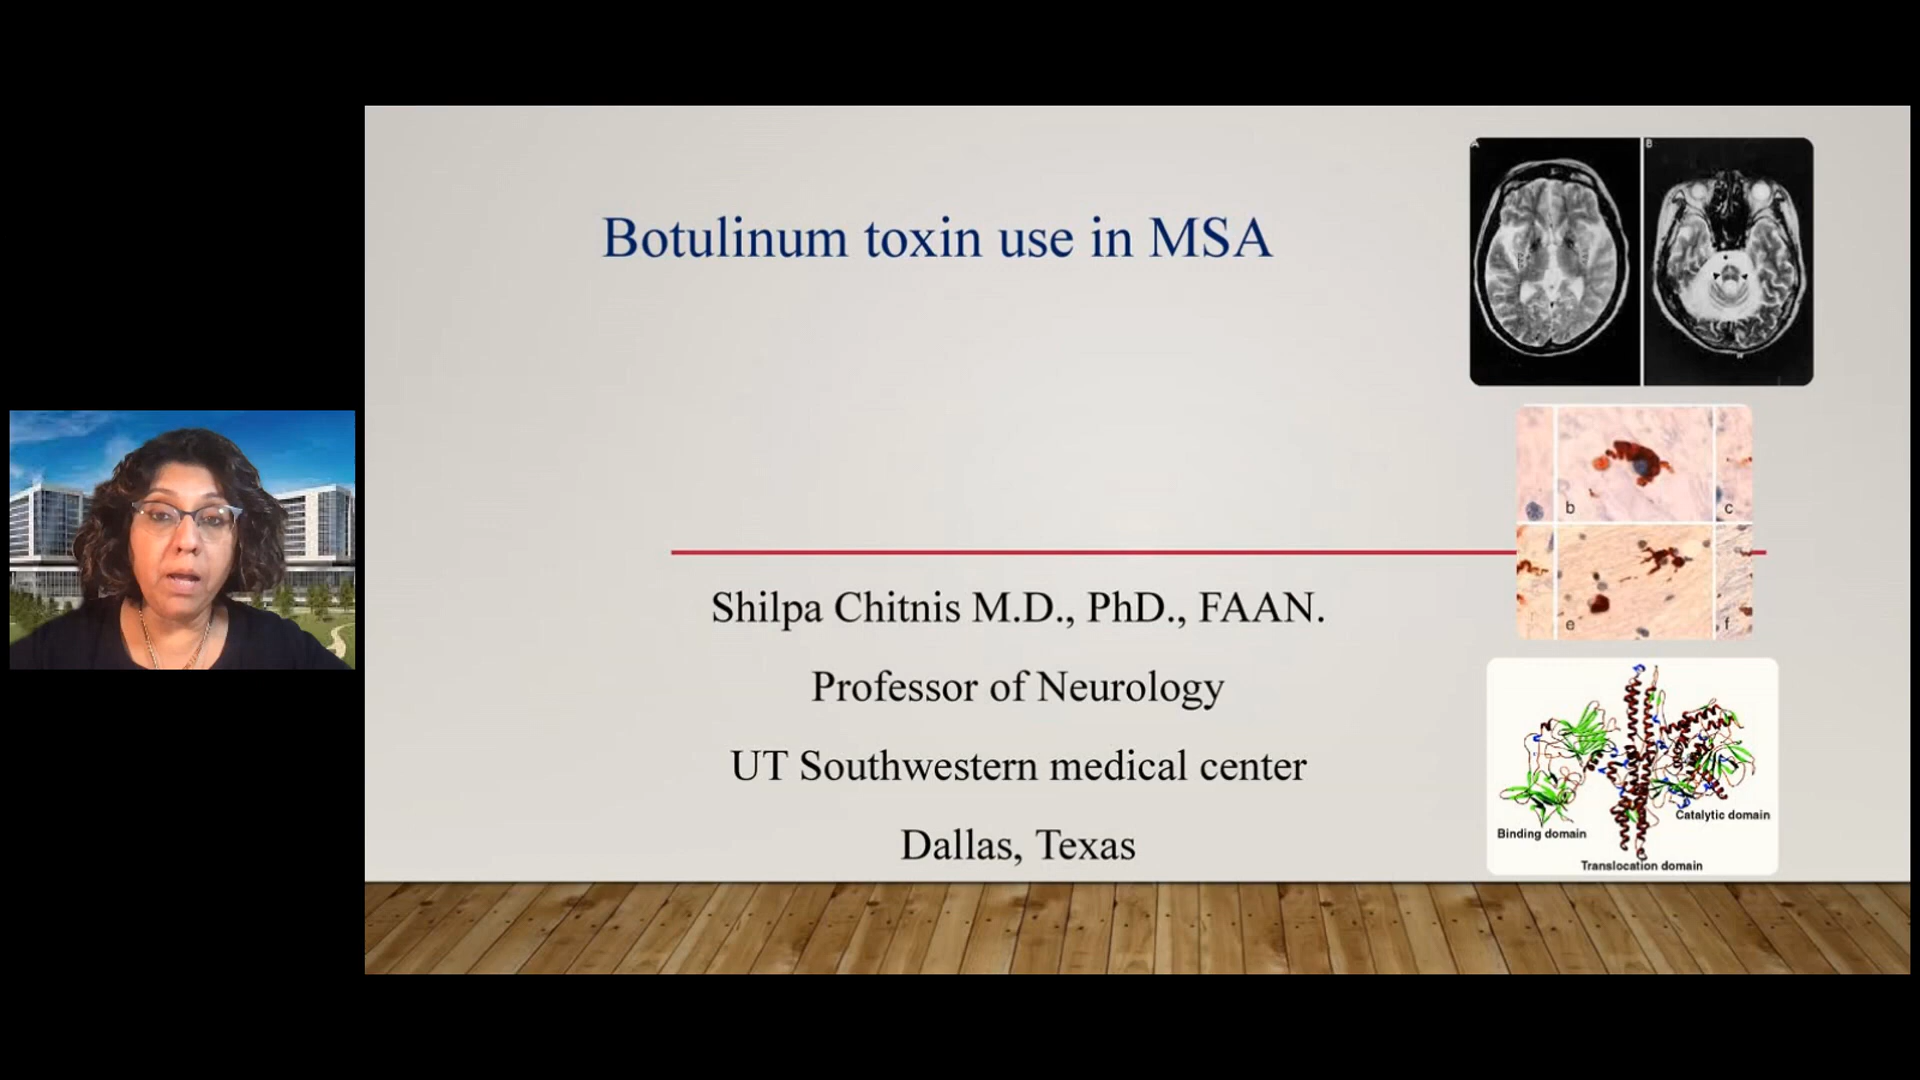 Botulinum toxin use in MSA
Shilpa Chitnis M.D., PhD., FAAN.
Professor of Neurology
UT Southwestern medical center
Dallas, Texas
A
B
b
c
e
f
Binding domain
Catalytic domain
Translocation domain